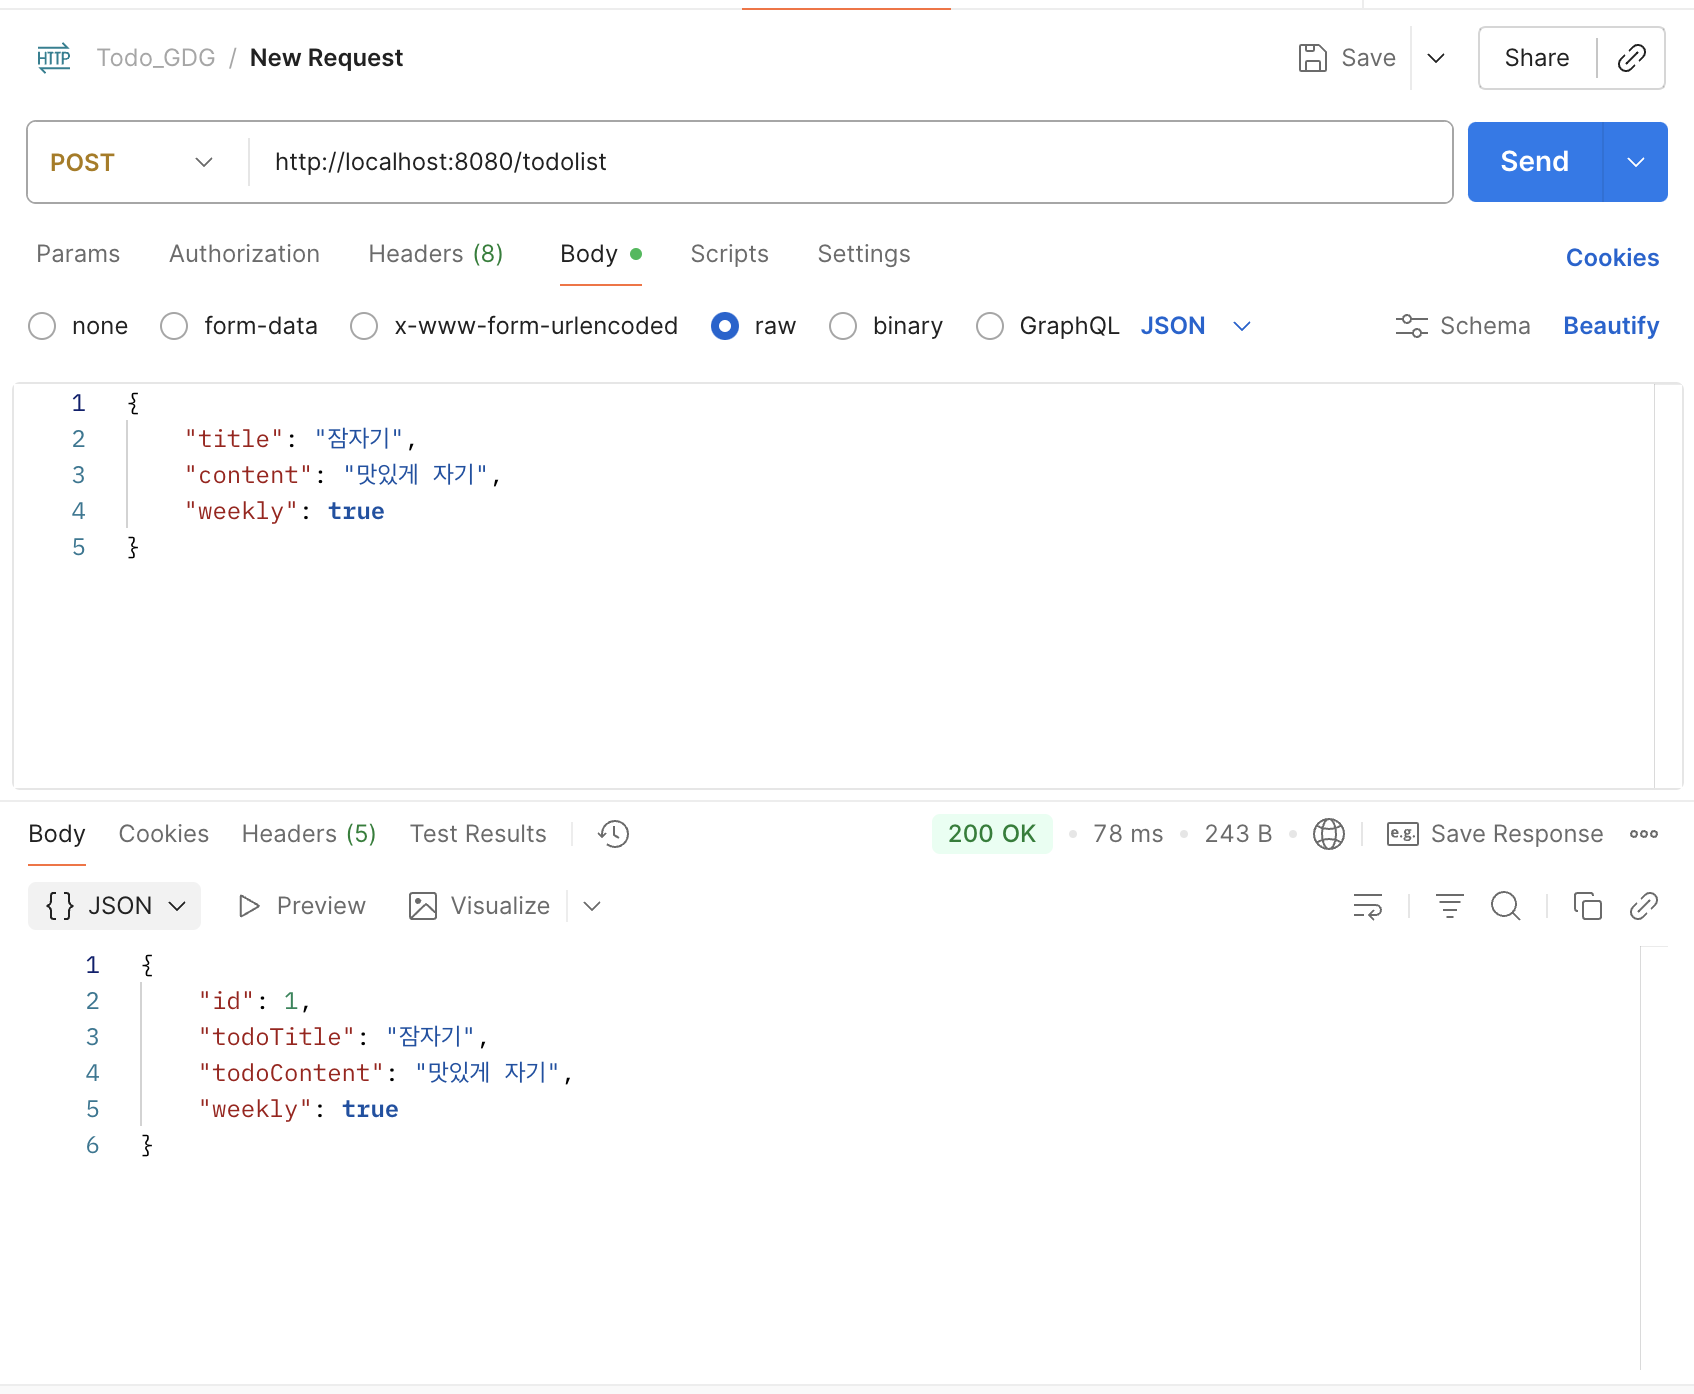 HTTP Todo_GDG / New Request Save Share
POST http://localhost:8080/todolist Send
Params Authorization Headers (8) Body Scripts Settings Cookies
none form-data x-www-form-urlencoded raw binary GraphQL JSON Schema Beautify
1 {
2 "title": "잠자기",
3 "content": "맛있게 자기",
4 "weekly": true
5 }
Body Cookies Headers (5) Test Results 200 OK • 78 ms • 243 B • e.g. Save Response
{} JSON Preview Visualize
1 {
2 "id": 1,
3 "todoTitle": "잠자기",
4 "todoContent": "맛있게 자기",
5 "weekly": true
6 }